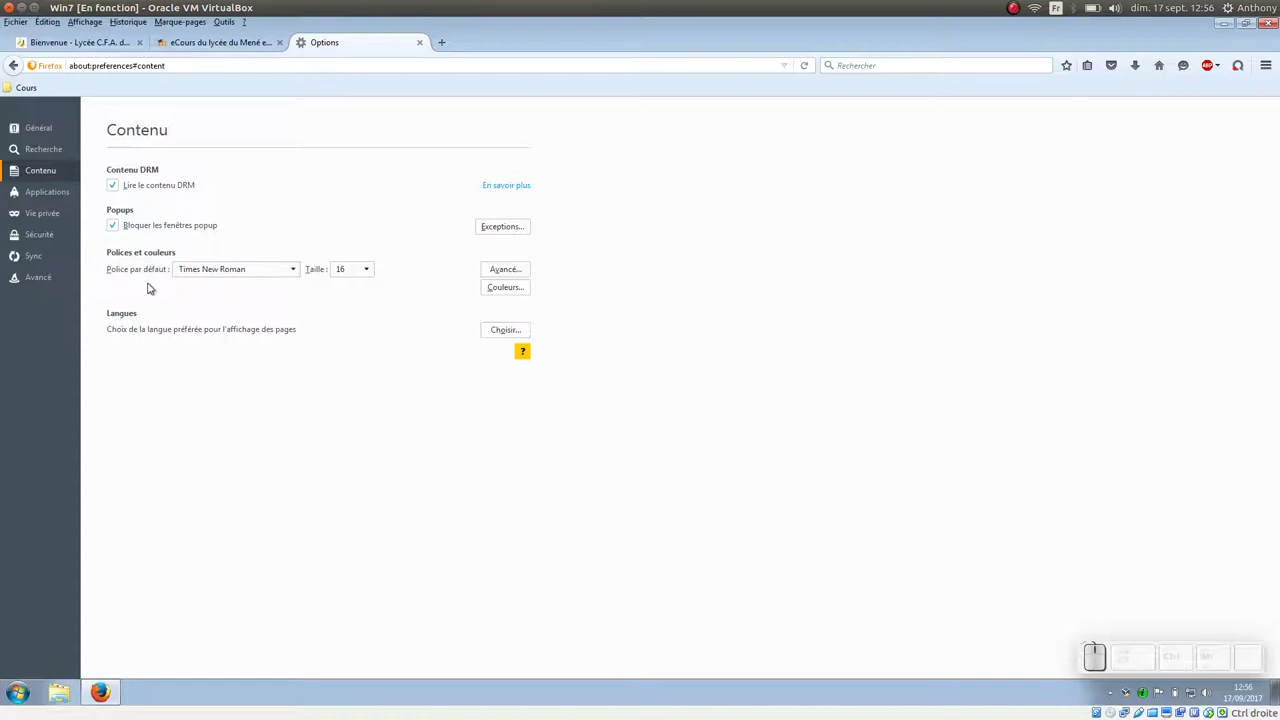 Win7 [En fonction] - Oracle VM VirtualBox
Fr
dim. 17 sept. 12:56
Anthony
Fichier Édition Affichage Historique Marque-pages Outils ?
Bienvenue - Lycée C.F.A. d...
eCours du lycée du Mené e...
Options
Firefox
about:preferences#content
Rechercher
ABP
Cours
Général
Recherche
Contenu
Applications
Vie privée
Sécurité
Sync
Avancé
Contenu
Contenu DRM
Lire le contenu DRM
En savoir plus
Popups
Bloquer les fenêtres popup
Exceptions...
Polices et couleurs
Police par défaut : Times New Roman Taille : 16
Avancé...
Couleurs...
Langues
Choix de la langue préférée pour l'affichage des pages
Choisir...
?
Ctrl
12:56
17/09/2017
Ctrl droite